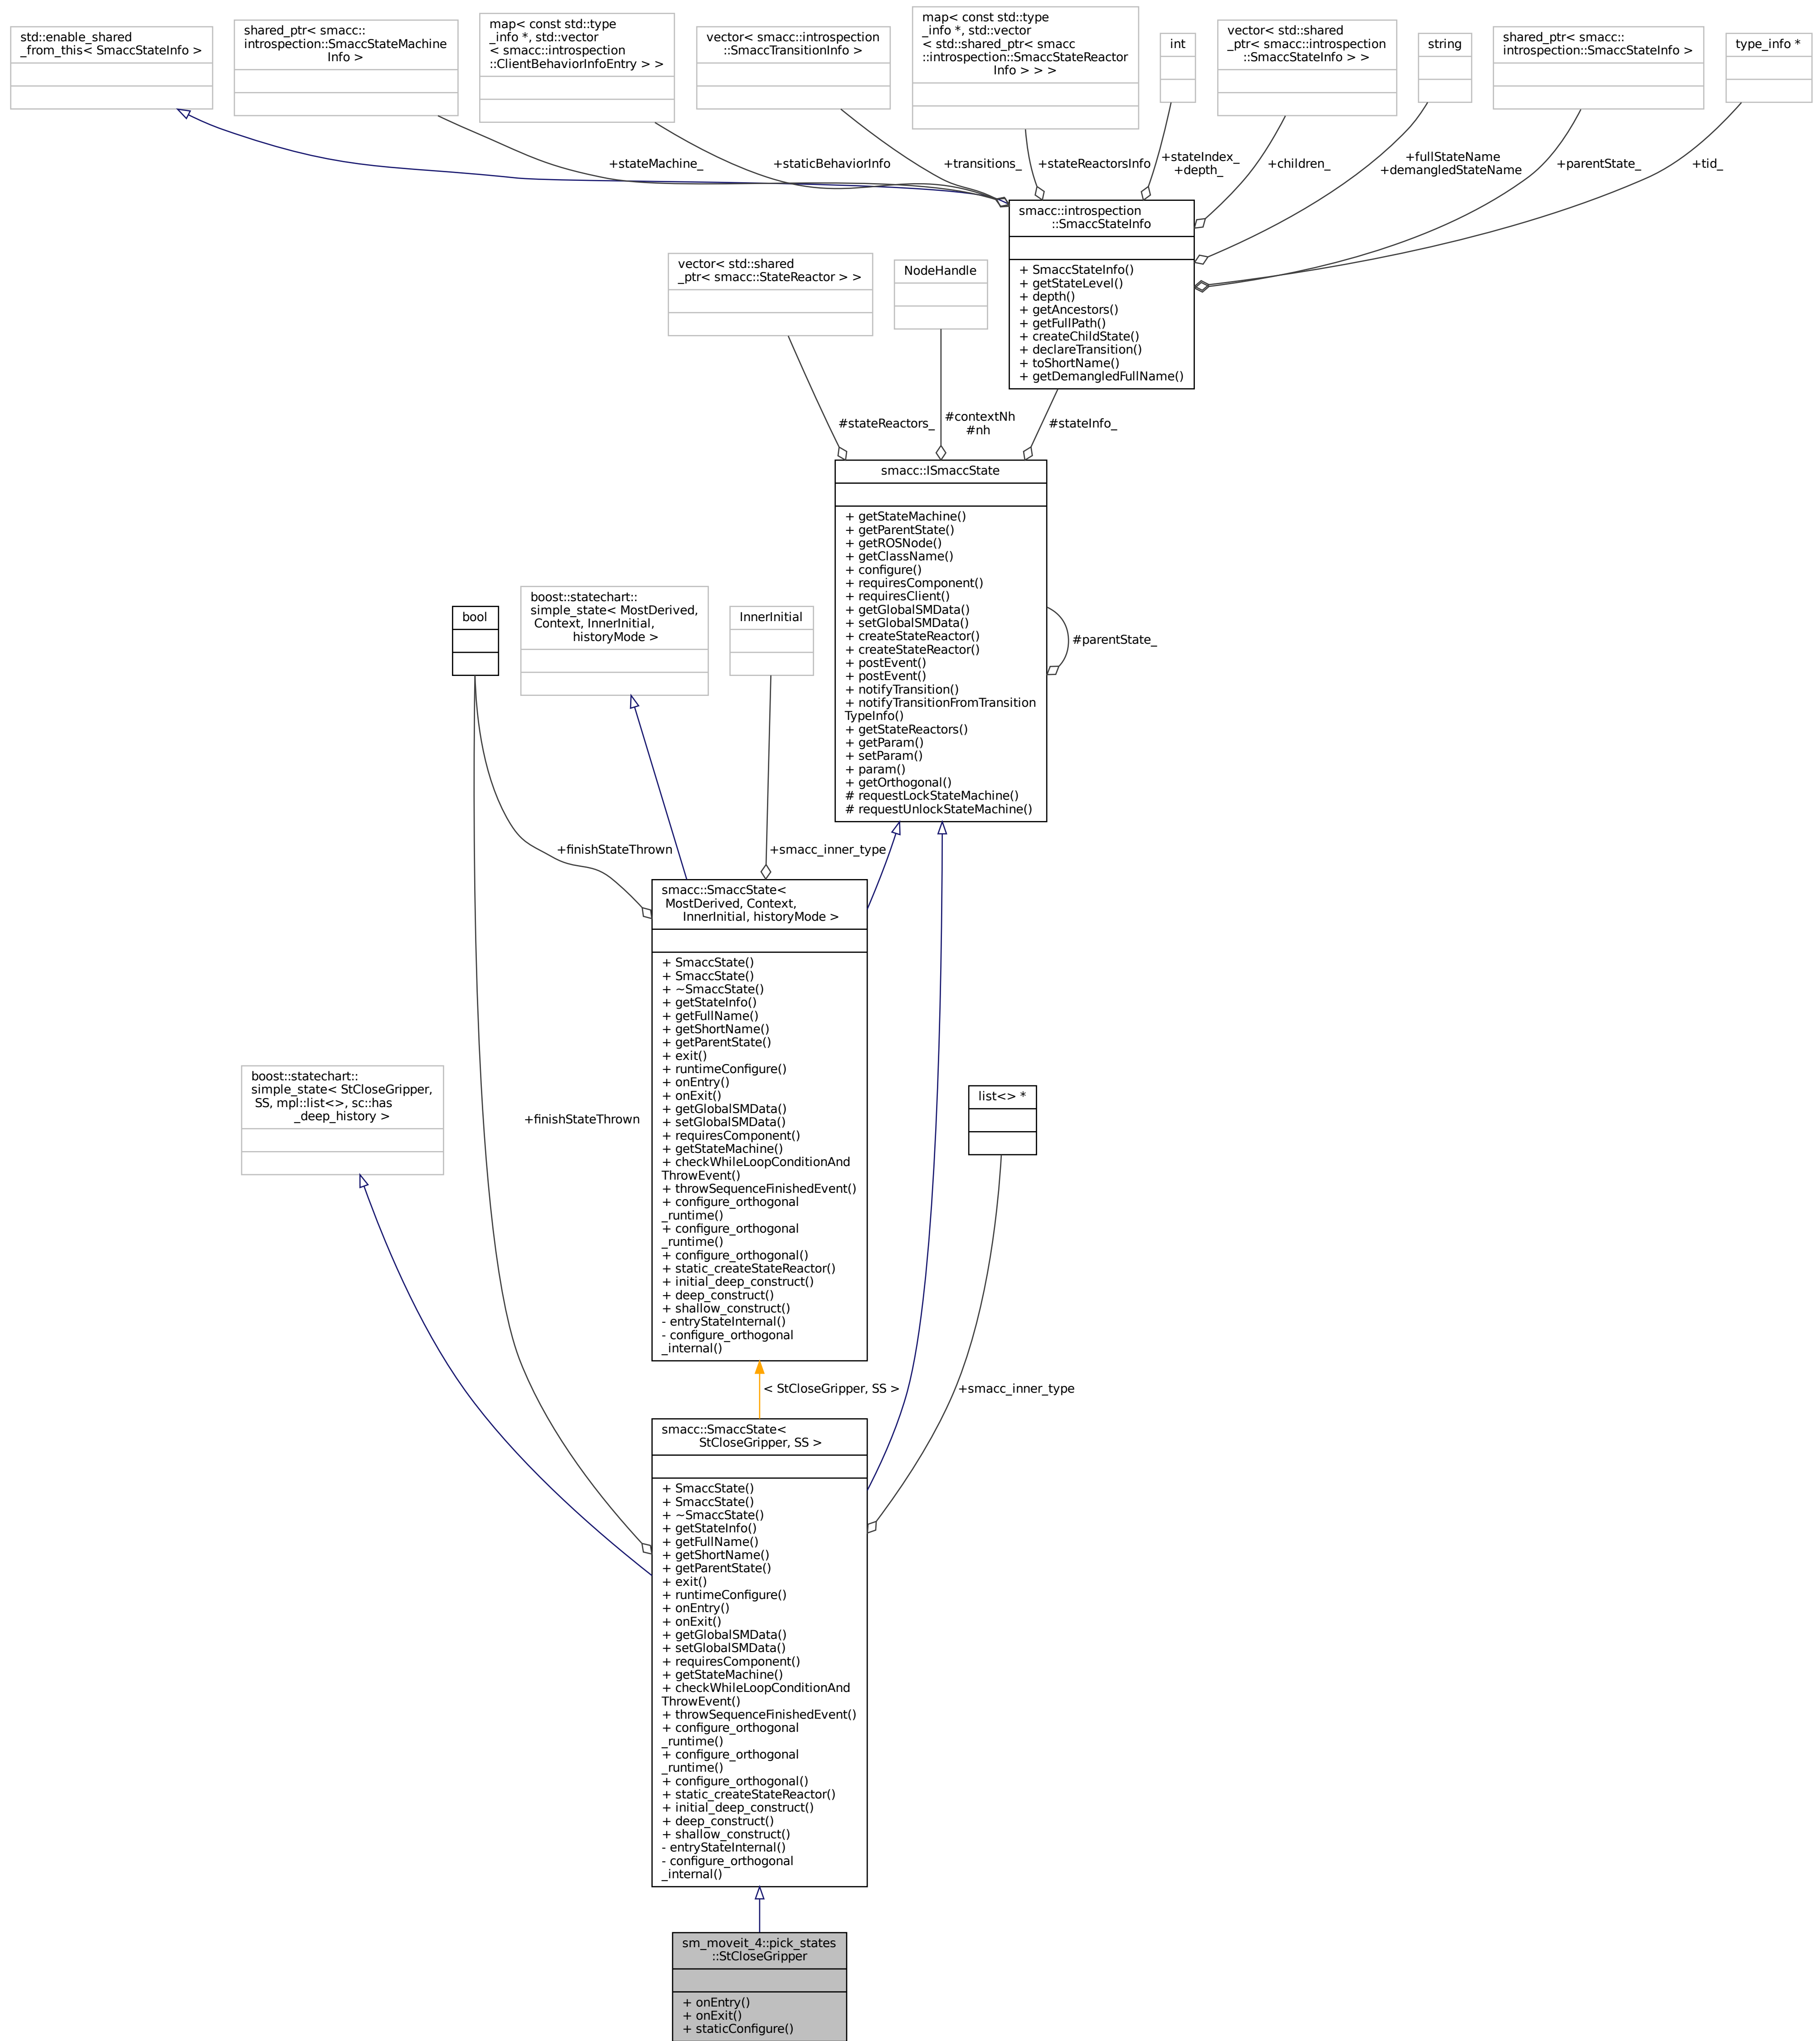 std::enable_shared
_from_this< SmaccStateInfo >
shared_ptr< smacc::
introspection::SmaccStateMachine
Info >
map< const std::type
_info *, std::vector
< smacc::introspection
::ClientBehaviorInfoEntry > >
vector< smacc::introspection
::SmaccTransitionInfo >
map< const std::type
_info *, std::vector
< std::shared_ptr< smacc
::introspection::SmaccStateReactor
Info > > >
int
vector< std::shared
_ptr< smacc::introspection
::SmaccStateInfo > >
string
shared_ptr< smacc::
introspection::SmaccStateInfo >
type_info *
+stateMachine_
+staticBehaviorInfo
+transitions_
+stateReactorsInfo
+stateIndex_
+depth_
+children_
+fullStateName
+demangledStateName
+parentState_
+tid_
smacc::introspection
::SmaccStateInfo
+ SmaccStateInfo()
+ getStateLevel()
+ depth()
+ getAncestors()
+ getFullPath()
+ createChildState()
+ declareTransition()
+ toShortName()
+ getDemangledFullName()
vector< std::shared
_ptr< smacc::StateReactor > >
NodeHandle
#stateReactors_
#contextNh
#nh
#stateInfo_
smacc::ISmaccState
+ getStateMachine()
+ getParentState()
+ getROSNode()
+ getClassName()
+ configure()
+ requiresComponent()
+ requiresClient()
+ getGlobalSMData()
+ setGlobalSMData()
+ createStateReactor()
+ createStateReactor()
+ postEvent()
+ postEvent()
+ notifyTransition()
+ notifyTransitionFromTransition
TypeInfo()
+ getStateReactors()
+ getParam()
+ setParam()
+ param()
+ getOrthogonal()
# requestLockStateMachine()
# requestUnlockStateMachine()
#parentState_
bool
boost::statechart::
simple_state< MostDerived,
Context, InnerInitial,
historyMode >
InnerInitial
+finishStateThrown
+smacc_inner_type
smacc::SmaccState<
MostDerived, Context,
InnerInitial, historyMode >
+ SmaccState()
+ SmaccState()
+ ~SmaccState()
+ getStateInfo()
+ getFullName()
+ getShortName()
+ getParentState()
+ exit()
+ runtimeConfigure()
+ onEntry()
+ onExit()
+ getGlobalSMData()
+ setGlobalSMData()
+ requiresComponent()
+ getStateMachine()
+ checkWhileLoopConditionAnd
ThrowEvent()
+ throwSequenceFinishedEvent()
+ configure_orthogonal
_runtime()
+ configure_orthogonal
_runtime()
+ configure_orthogonal()
+ static_createStateReactor()
+ initial_deep_construct()
+ deep_construct()
+ shallow_construct()
- entryStateInternal()
- configure_orthogonal
_internal()
boost::statechart::
simple_state< StCloseGripper,
SS, mpl::list<>, sc::has
_deep_history >
+finishStateThrown
list<> *
< StCloseGripper, SS >
+smacc_inner_type
smacc::SmaccState<
StCloseGripper, SS >
+ SmaccState()
+ SmaccState()
+ ~SmaccState()
+ getStateInfo()
+ getFullName()
+ getShortName()
+ getParentState()
+ exit()
+ runtimeConfigure()
+ onEntry()
+ onExit()
+ getGlobalSMData()
+ setGlobalSMData()
+ requiresComponent()
+ getStateMachine()
+ checkWhileLoopConditionAnd
ThrowEvent()
+ throwSequenceFinishedEvent()
+ configure_orthogonal
_runtime()
+ configure_orthogonal
_runtime()
+ configure_orthogonal()
+ static_createStateReactor()
+ initial_deep_construct()
+ deep_construct()
+ shallow_construct()
- entryStateInternal()
- configure_orthogonal
_internal()
sm_moveit_4::pick_states
::StCloseGripper
+ onEntry()
+ onExit()
+ staticConfigure()